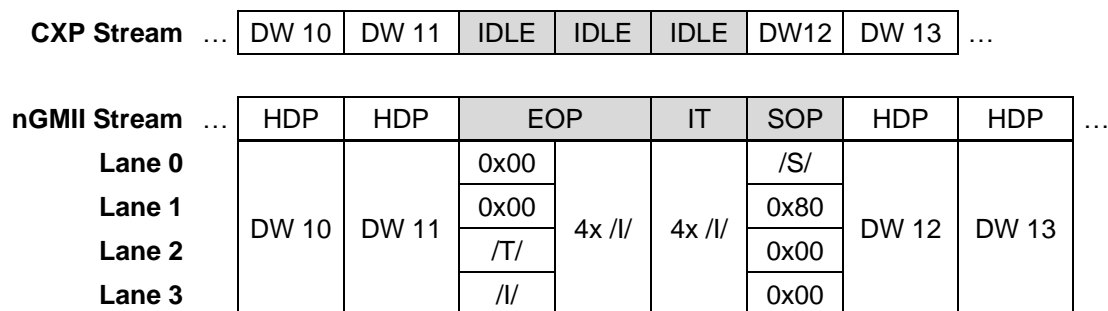 CXP Stream … DW 10 DW 11 IDLE IDLE IDLE DW12 DW 13 …
nGMII Stream … HDP HDP EOP IT SOP HDP HDP …
Lane 0 0x00 /S/
Lane 1 0x00 0x80
DW 10 DW 11 4x /I/ 4x /I/ DW 12 DW 13
Lane 2 /T/ 0x00
Lane 3 /I/ 0x00